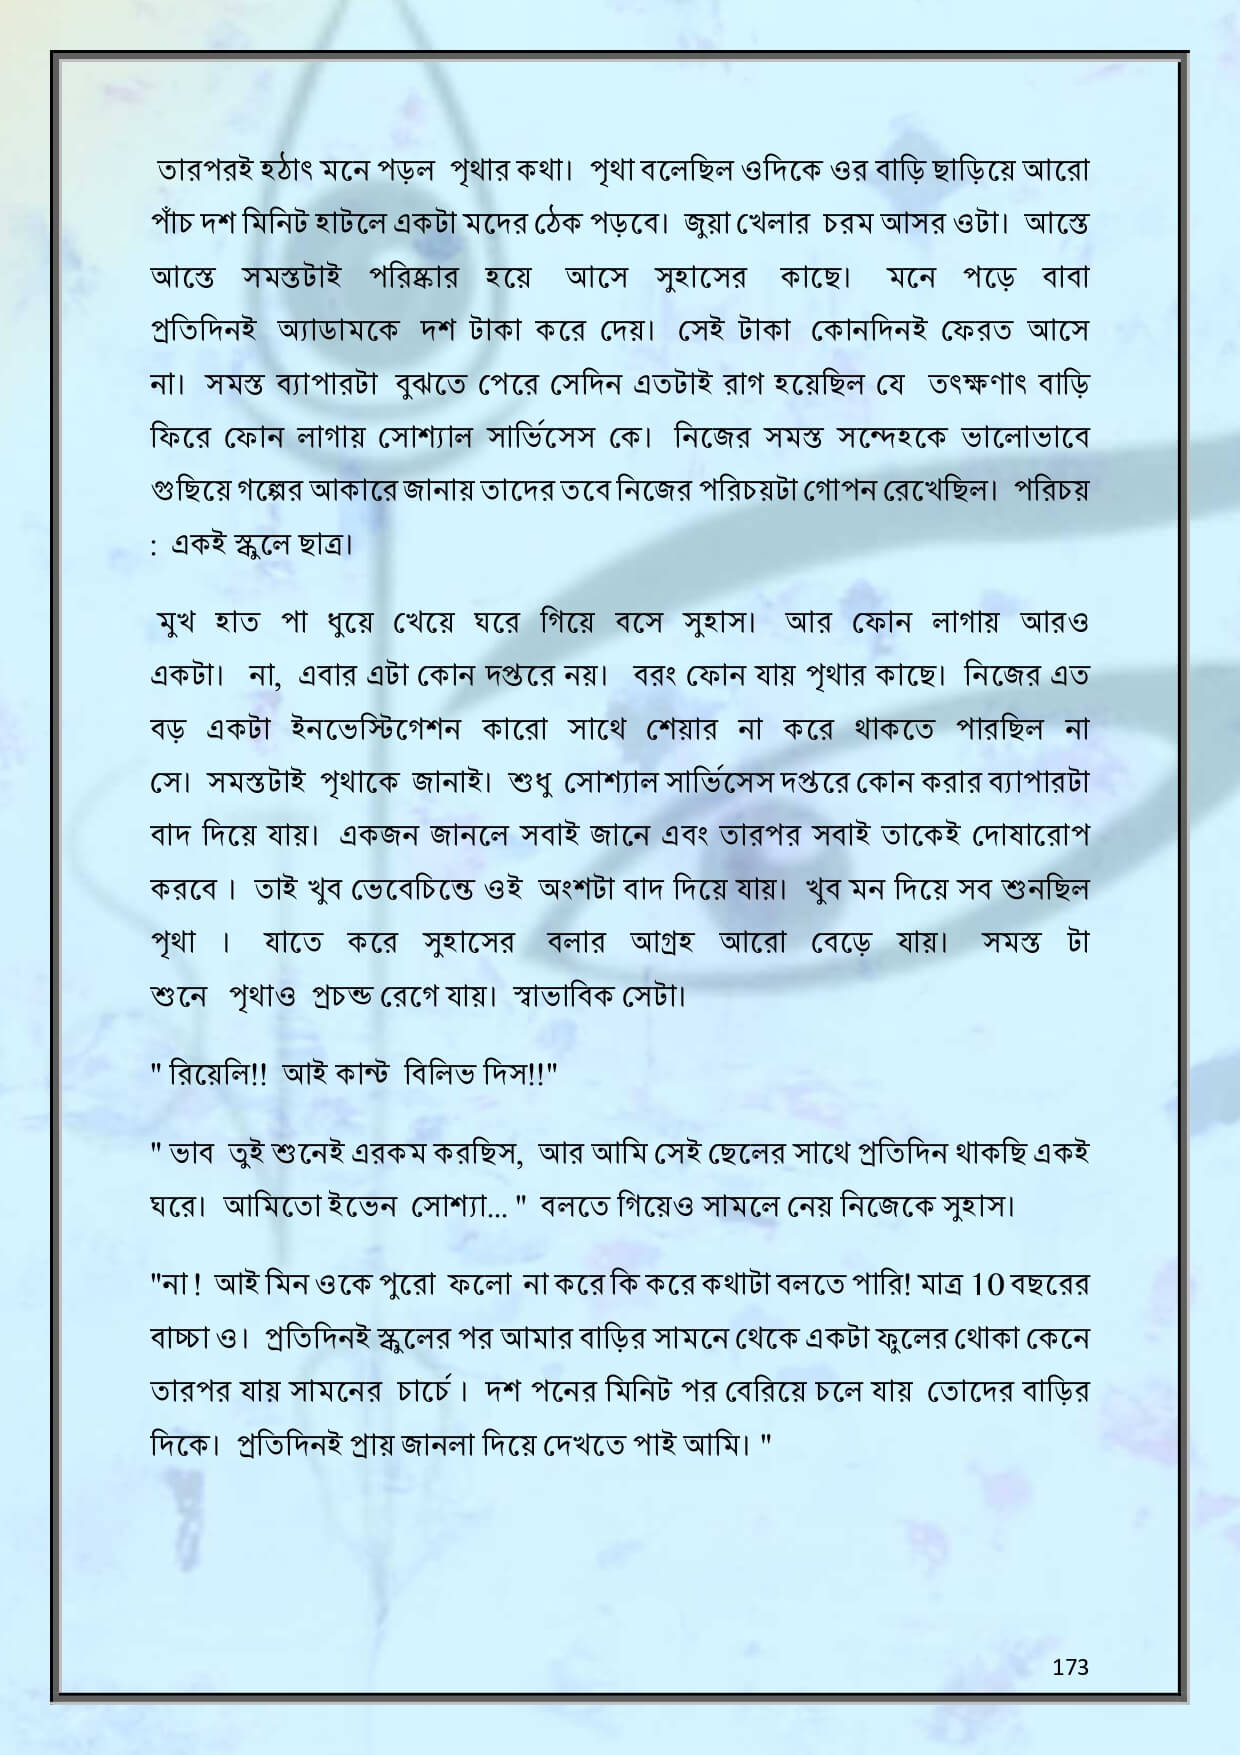 তারপরই হঠাৎ মনে পড়ল পৃথার কথা। পৃথা বলেছিল ওদিকে ওর বাড়ি ছাড়িয়ে আরো
পাঁচ দশ মিনিট হাটলে একটা মদের ঠেক পড়বে। জুয়া খেলার চরম আসর ওটা। আস্তে
আস্তে সমস্তটাই পরিষ্কার হয়ে আসে সুহাসের কাছে। মনে পড়ে বাবা
প্রতিদিনই অ্যাডামকে দশ টাকা করে দেয়। সেই টাকা কোনদিনই ফেরত আসে
না। সমস্ত ব্যাপারটা বুঝতে পেরে সেদিন এতটাই রাগ হয়েছিল যে তৎক্ষণাৎ বাড়ি
ফিরে ফোন লাগায় সোশ্যাল সার্ভিসেস কে। নিজের সমস্ত সন্দেহকে ভালোভাবে
গুছিয়ে গল্পের আকারে জানায় তাদের তবে নিজের পরিচয়টা গোপন রেখেছিল। পরিচয়
: একই স্কুলে ছাত্র।
মুখ হাত পা ধুয়ে খেয়ে ঘরে গিয়ে বসে সুহাস। আর ফোন লাগায় আরও
একটা। না, এবার এটা কোন দপ্তরে নয়। বরং ফোন যায় পৃথার কাছে। নিজের এত
বড় একটা ইনভেস্টিগেশন কারো সাথে শেয়ার না করে থাকতে পারছিল না
সে। সমস্তটাই পৃথাকে জানাই। শুধু সোশ্যাল সার্ভিসেস দপ্তরে কোন করার ব্যাপারটা
বাদ দিয়ে যায়। একজন জানলে সবাই জানে এবং তারপর সবাই তাকেই দোষারোপ
করবে । তাই খুব ভেবেচিন্তে ওই অংশটা বাদ দিয়ে যায়। খুব মন দিয়ে সব শুনছিল
পৃথা । যাতে করে সুহাসের বলার আগ্রহ আরো বেড়ে যায়। সমস্ত টা
শুনে পৃথাও প্রচন্ড রেগে যায়। স্বাভাবিক সেটা।
" রিয়েলি!! আই কান্ট বিলিভ দিস!!"
" ভাব তুই শুনেই এরকম করছিস, আর আমি সেই ছেলের সাথে প্রতিদিন থাকছি একই
ঘরে। আমিতো ইভেন সোশ্যা... " বলতে গিয়েও সামলে নেয় নিজেকে সুহাস।
"না ! আই মিন ওকে পুরো ফলো না করে কি করে কথাটা বলতে পারি! মাত্র 10 বছরের
বাচ্চা ও। প্রতিদিনই স্কুলের পর আমার বাড়ির সামনে থেকে একটা ফুলের থোকা কেনে
তারপর যায় সামনের চার্চে । দশ পনের মিনিট পর বেরিয়ে চলে যায় তোদের বাড়ির
দিকে। প্রতিদিনই প্রায় জানলা দিয়ে দেখতে পাই আমি। "
173